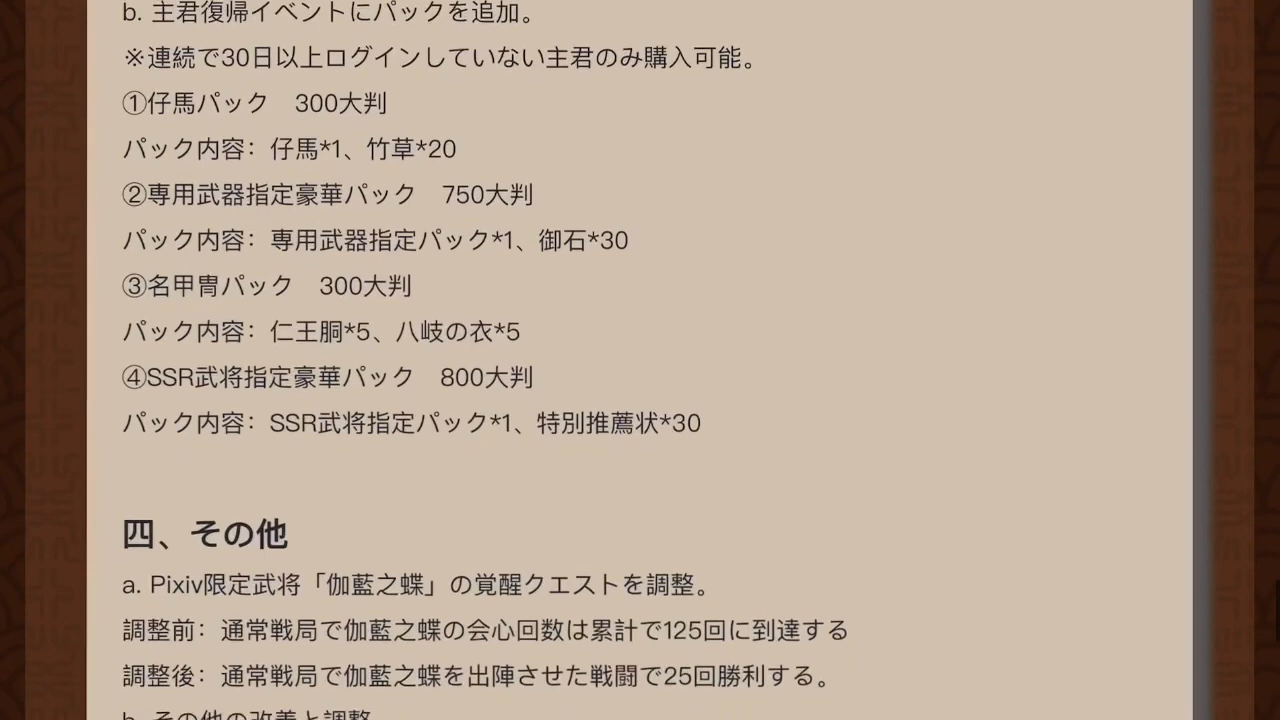 b. 主君復帰イベントにパックを追加。
※連続で30日以上ログインしていない主君のみ購入可能。
①仔馬パック　300大判
パック内容：仔馬*1、竹草*20
②専用武器指定豪華パック　750大判
パック内容：専用武器指定パック*1、御石*30
③名甲冑パック　300大判
パック内容：仁王胴*5、八岐の衣*5
④SSR武将指定豪華パック　800大判
パック内容：SSR武将指定パック*1、特別推薦状*30
四、その他
a. Pixiv限定武将「伽藍之蝶」の覚醒クエストを調整。
調整前：通常戦局で伽藍之蝶の会心回数は累計で125回に到達する
調整後：通常戦局で伽藍之蝶を出陣させた戦闘で25回勝利する。
b. その他の改善と調整